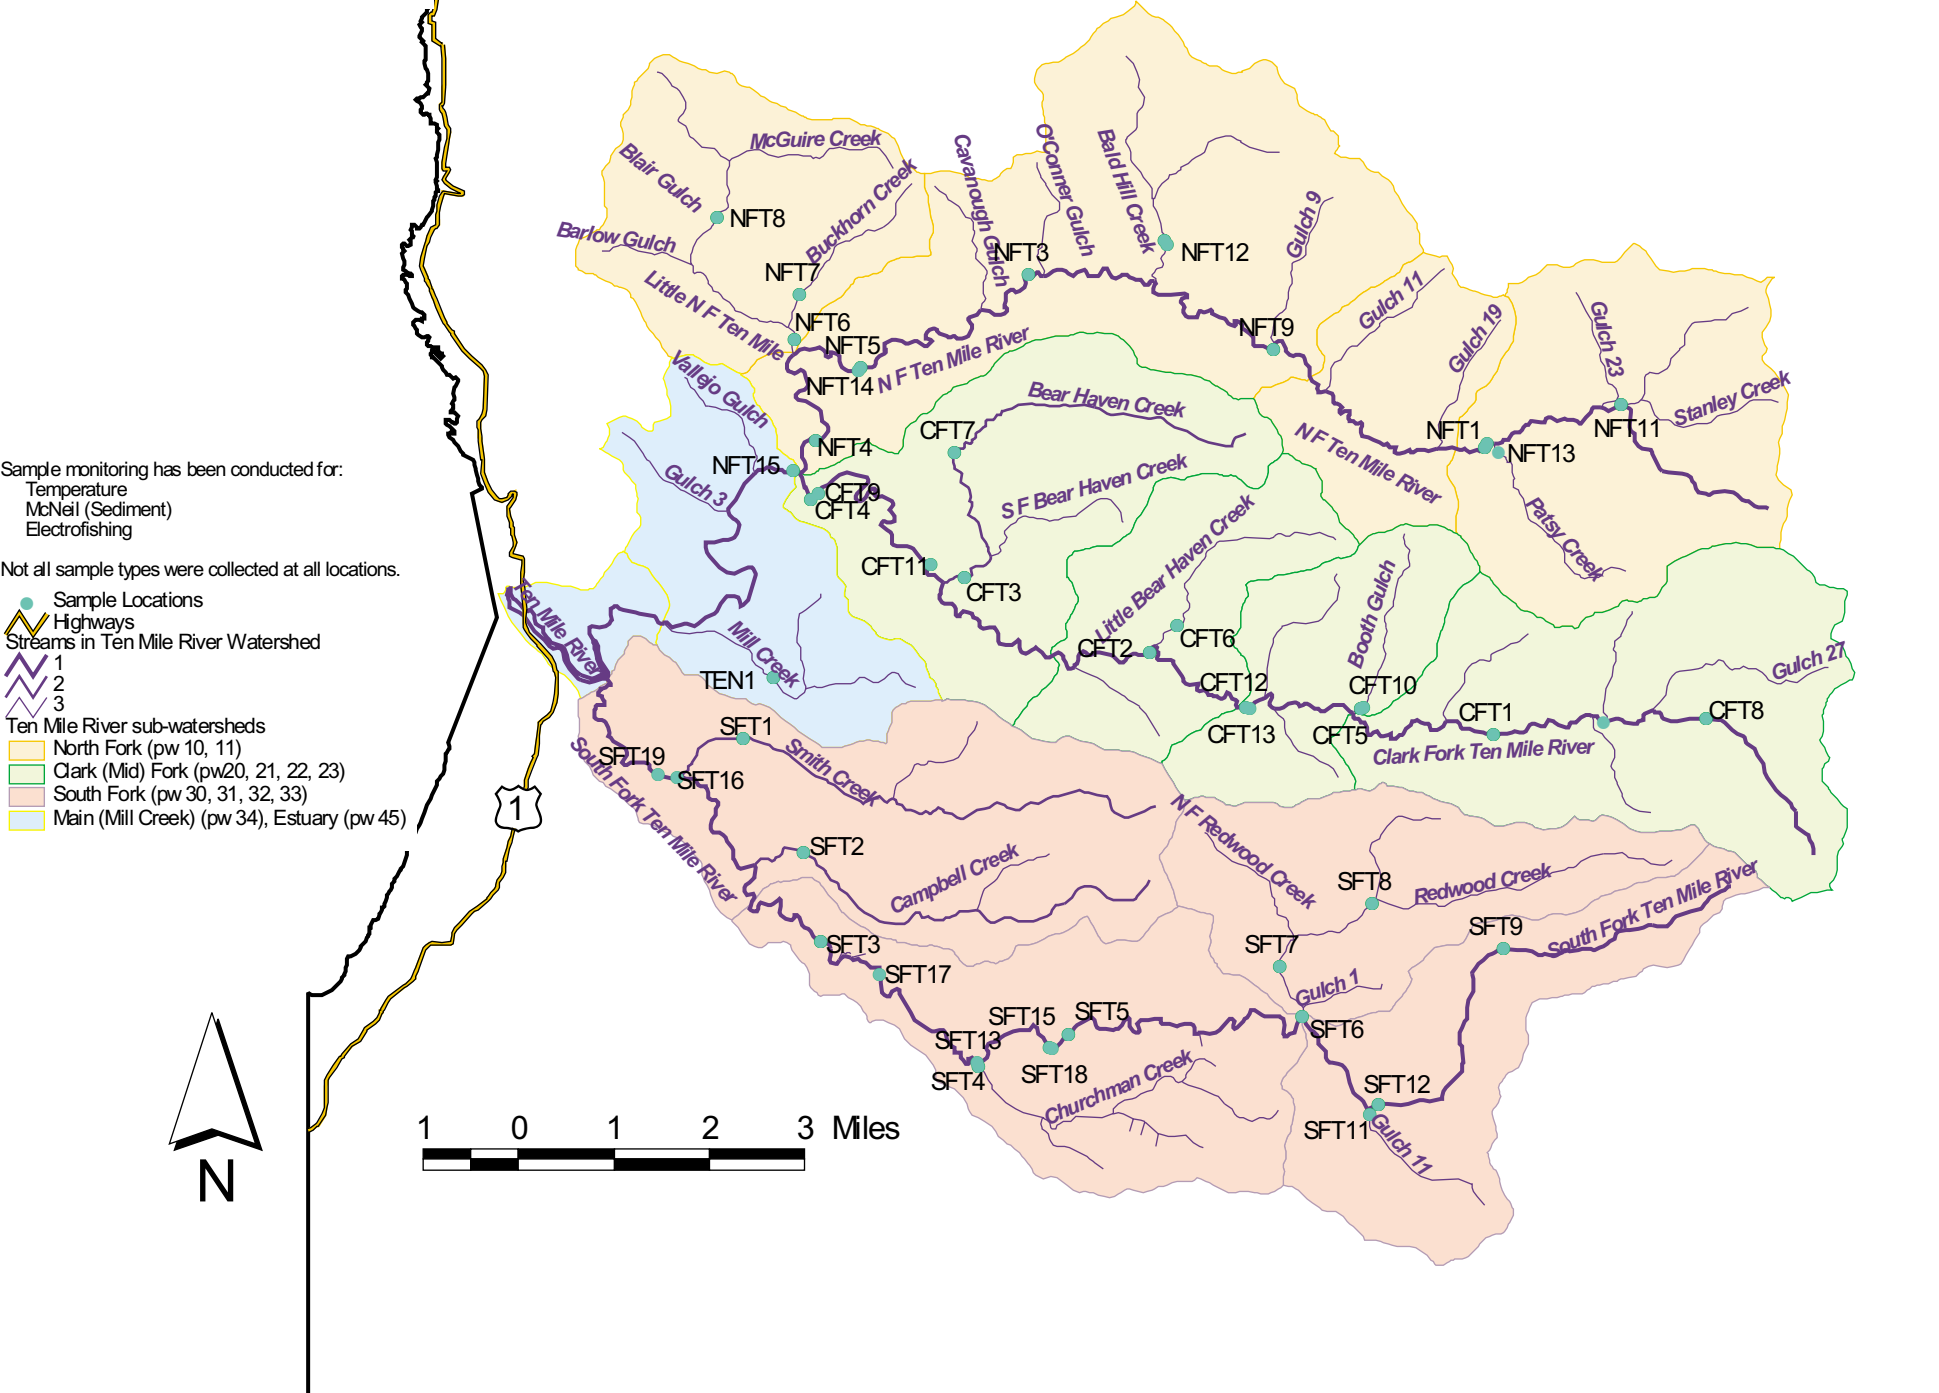 McGuire Creek
Blair Gulch
NFT8
Buckhorn Creek
Barlow Gulch
NFT7
Little N F Ten Mile
NFT6
NFT5
NFT14
N F Ten Mile River
Cavanough Gulch
NFT3
O'Conner Gulch
Bald Hill Creek
NFT12
Gulch 9
NFT9
Gulch 11
Gulch 19
Gulch 23
Stanley Creek
NFT11
NFT1
NFT13
N F Ten Mile River
Patsy Creek
Vallejo Gulch
NFT4
NFT15
Gulch 3
CFT9
CFT4
CFT7
Bear Haven Creek
S F Bear Haven Creek
CFT11
CFT3
Little Bear Haven Creek
CFT2
CFT6
CFT12
CFT13
Booth Gulch
CFT10
CFT5
CFT1
Clark Fork Ten Mile River
CFT8
Gulch 27
Ten Mile River
Mill Creek
TEN1
SFT1
SFT19
SFT16
Smith Creek
South Fork Ten Mile River
SFT2
Campbell Creek
N F Redwood Creek
SFT8
Redwood Creek
SFT9
South Fork Ten Mile River
SFT3
SFT17
SFT7
Gulch 1
SFT6
SFT15
SFT5
SFT13
SFT4
SFT18
Churchman Creek
SFT12
SFT11
Gulch 11
Sample monitoring has been conducted for:
Temperature
McNeil (Sediment)
Electrofishing
Not all sample types were collected at all locations.
Sample Locations
Highways
Streams in Ten Mile River Watershed
1
2
3
Ten Mile River sub-watersheds
North Fork (pw 10, 11)
Clark (Mid) Fork (pw20, 21, 22, 23)
South Fork (pw 30, 31, 32, 33)
Main (Mill Creek) (pw 34), Estuary (pw 45)
1
1 0 1 2 3 Miles
N